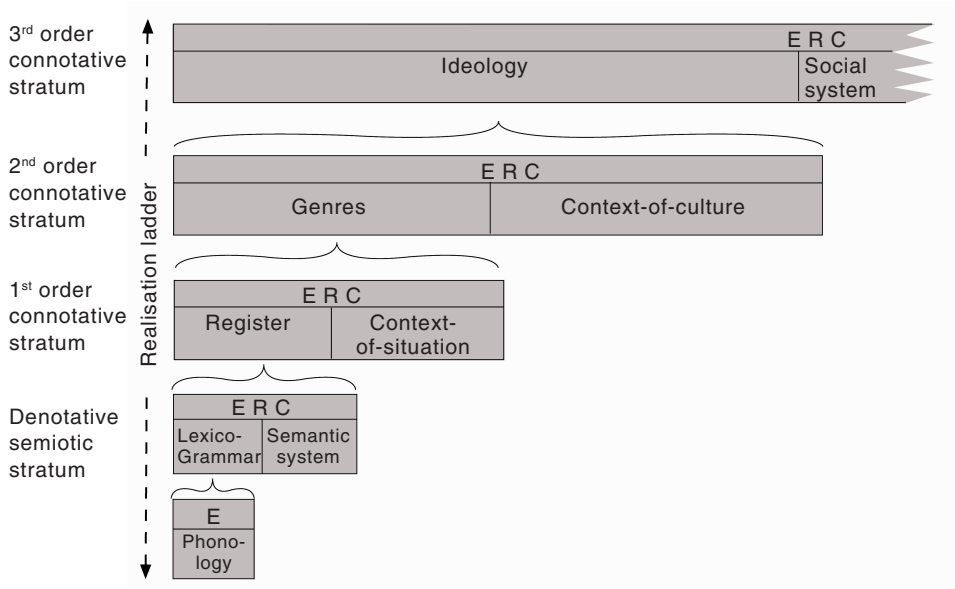 3rd order
connotative
stratum
E R C
Ideology
Social
system
2nd order
connotative
stratum
E R C
Genres
Context-of-culture
Realisation ladder
1st order
connotative
stratum
E R C
Register
Context-
of-situation
Denotative
semiotic
stratum
E R C
Lexico-
Grammar
Semantic
system
E
Phono-
logy